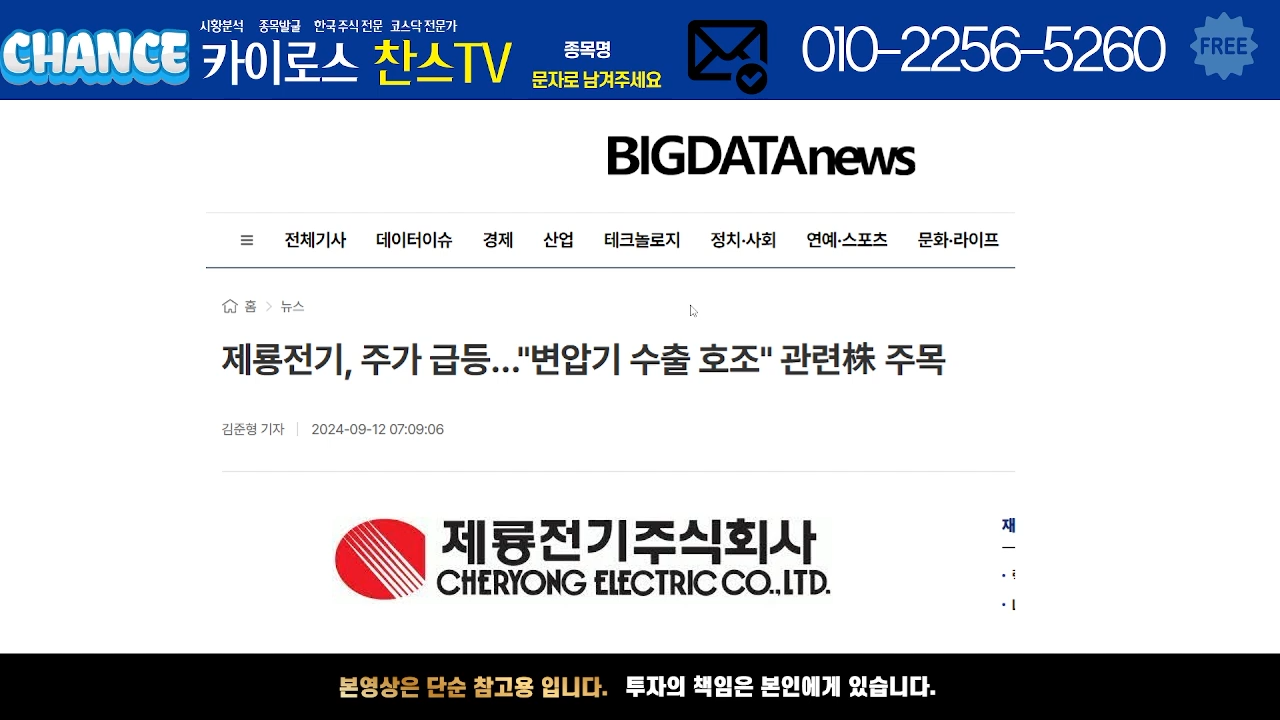 CHANCE
시황분석 종목발굴 한국 주식 전문 코스닥 전문가
카이로스 찬스TV
종목명
문자로 남겨주세요
010-2256-5260
FREE
BIGDATAnews
전체기사 데이터이슈 경제 산업 테크놀로지 정치·사회 연예·스포츠 문화·라이프
홈 뉴스
제룡전기, 주가 급등..."변압기 수출 호조" 관련株 주목
김준형 기자 2024-09-12 07:09:06
제룡전기주식회사
CHERYONG ELECTRIC CO.,LTD.
재
본영상은 단순 참고용 입니다. 투자의 책임은 본인에게 있습니다.